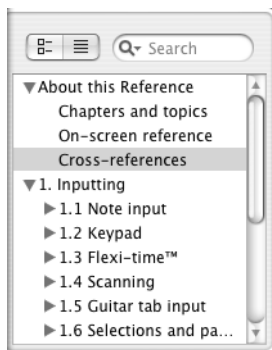 Search
About this Reference
Chapters and topics
On-screen reference
Cross-references
1. Inputting
1.1 Note input
1.2 Keypad
1.3 Flexi-time™
1.4 Scanning
1.5 Guitar tab input
1.6 Selections and pa...